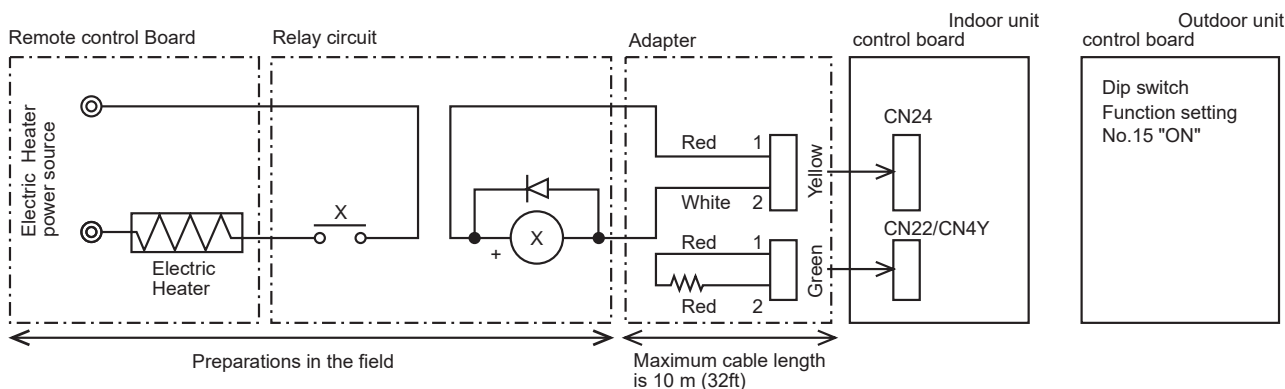 Indoor unit
Outdoor unit
Remote control Board
Relay circuit
Adapter
control board
control board
Electric Heater
power source
Electric
Heater
X
X
+
Red 1
White 2
Yellow
Red 1
Red 2
Green
CN24
CN22/CN4Y
Dip switch
Function setting
No.15 "ON"
Preparations in the field
Maximum cable length
is 10 m (32ft)